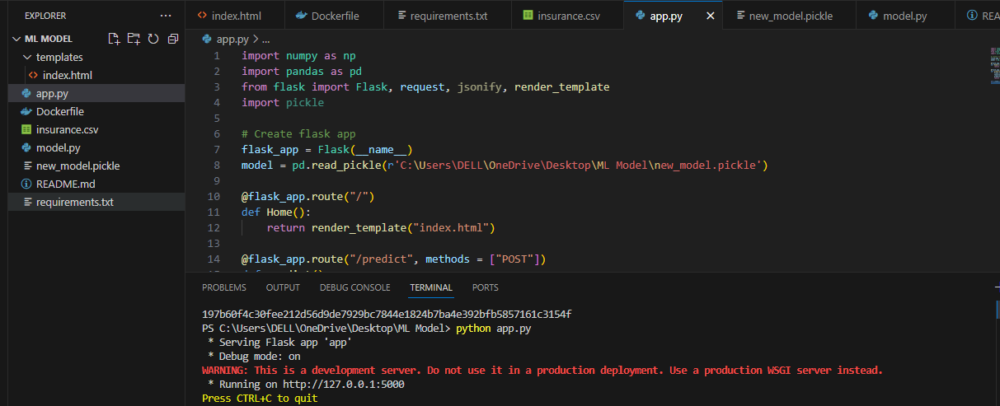 EXPLORER ...
ML MODEL
templates
index.html
app.py
Dockerfile
insurance.csv
model.py
new_model.pickle
README.md
requirements.txt
index.html Dockerfile requirements.txt insurance.csv app.py new_model.pickle model.py
app.py > ...
1 import numpy as np
2 import pandas as pd
3 from flask import Flask, request, jsonify, render_template
4 import pickle
5
6 # Create flask app
7 flask_app = Flask(__name__)
8 model = pd.read_pickle(r'C:\Users\DELL\OneDrive\Desktop\ML Model\new_model.pickle')
9
10 @flask_app.route("/")
11 def Home():
12 return render_template("index.html")
13
14 @flask_app.route("/predict", methods = ["POST"])
PROBLEMS OUTPUT DEBUG CONSOLE TERMINAL PORTS
197b60f4c30fee212d56d9de7929bc7844e1824b7ba4e392bfb5857161c3154f
PS C:\Users\DELL\OneDrive\Desktop\ML Model> python app.py
* Serving Flask app 'app'
* Debug mode: on
WARNING: This is a development server. Do not use it in a production deployment. Use a production WSGI server instead.
* Running on http://127.0.0.1:5000
Press CTRL+C to quit